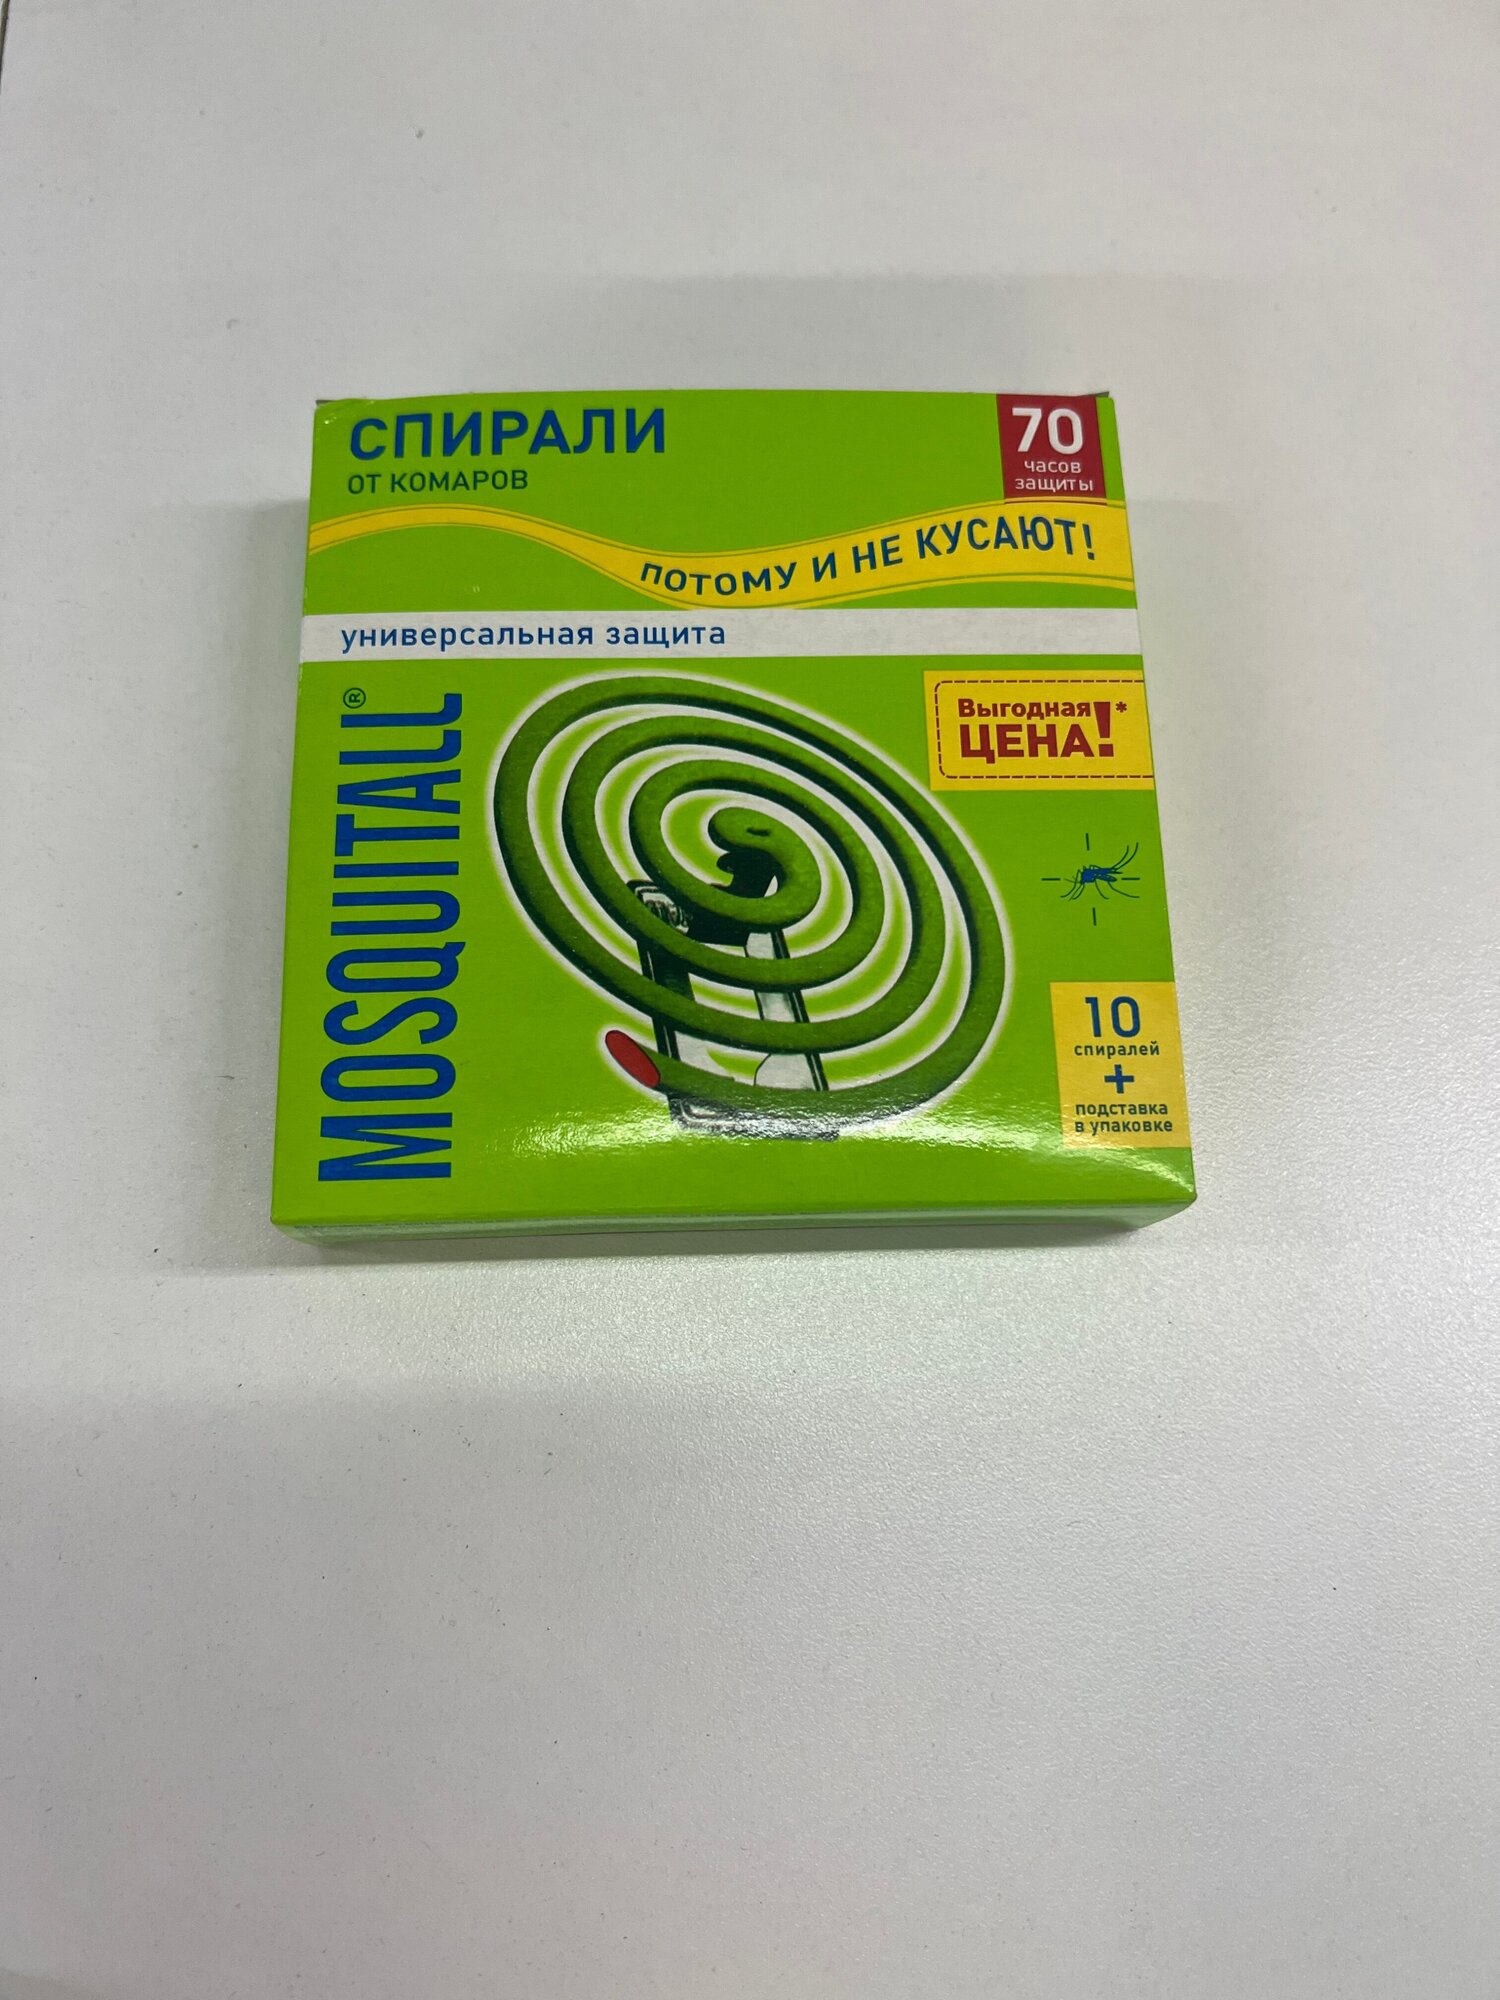 СПИРАЛИ
ОТ КОМАРОВ
70
часов
защиты
ПОТОМУ И НЕ КУСАЮТ!
универсальная защита
MOSQUITALL®
Выгодная
ЦЕНА!*
10
спиралей
+
подставка
в упаковке